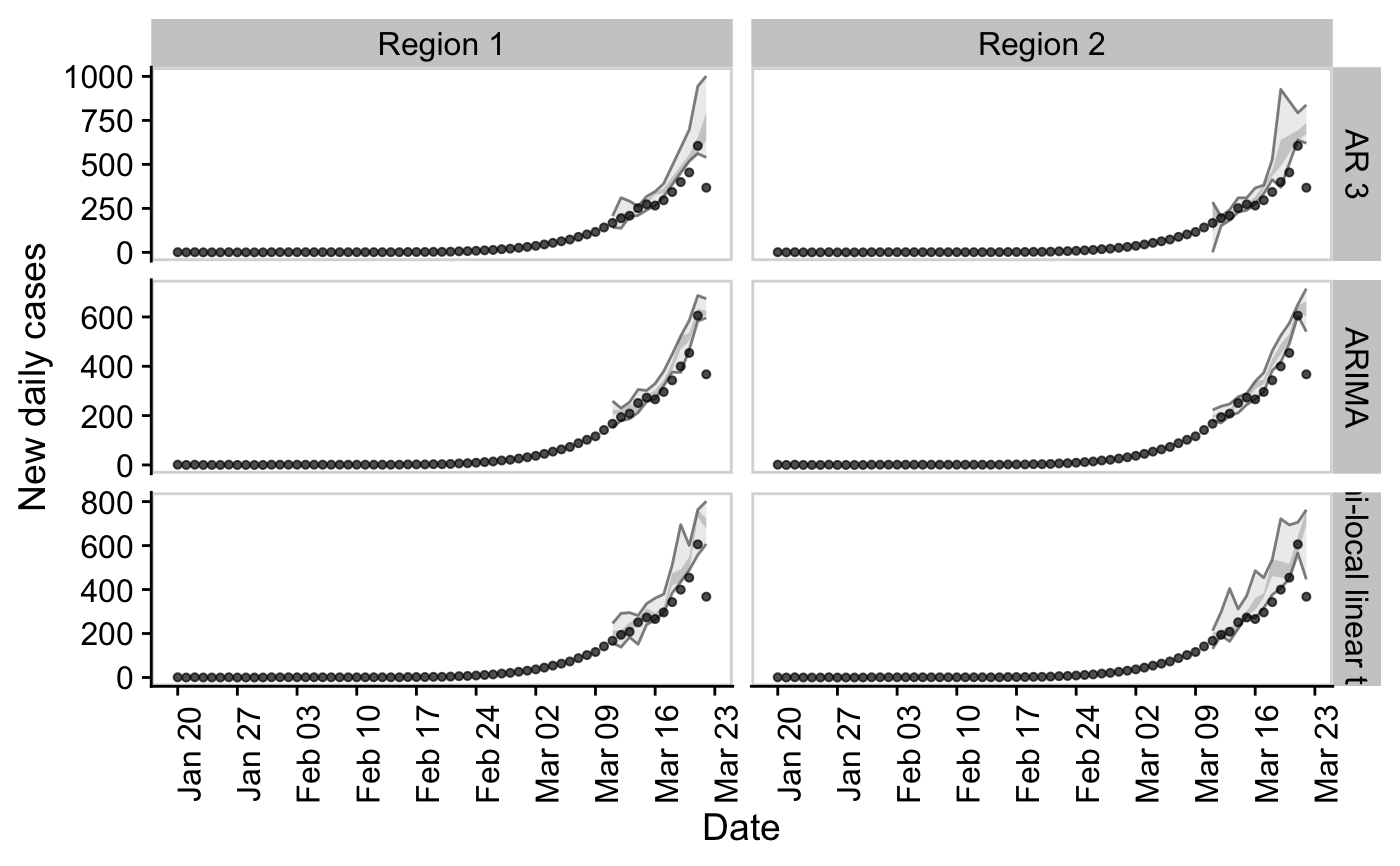 Region 1
Region 2
New daily cases
1000
750
500
250
0
AR 3
600
400
200
0
ARIMA
800
600
400
200
0
i-local linear t
Jan 20
Jan 27
Feb 03
Feb 10
Feb 17
Feb 24
Mar 02
Mar 09
Mar 16
Mar 23
Jan 20
Jan 27
Feb 03
Feb 10
Feb 17
Feb 24
Mar 02
Mar 09
Mar 16
Mar 23
Date